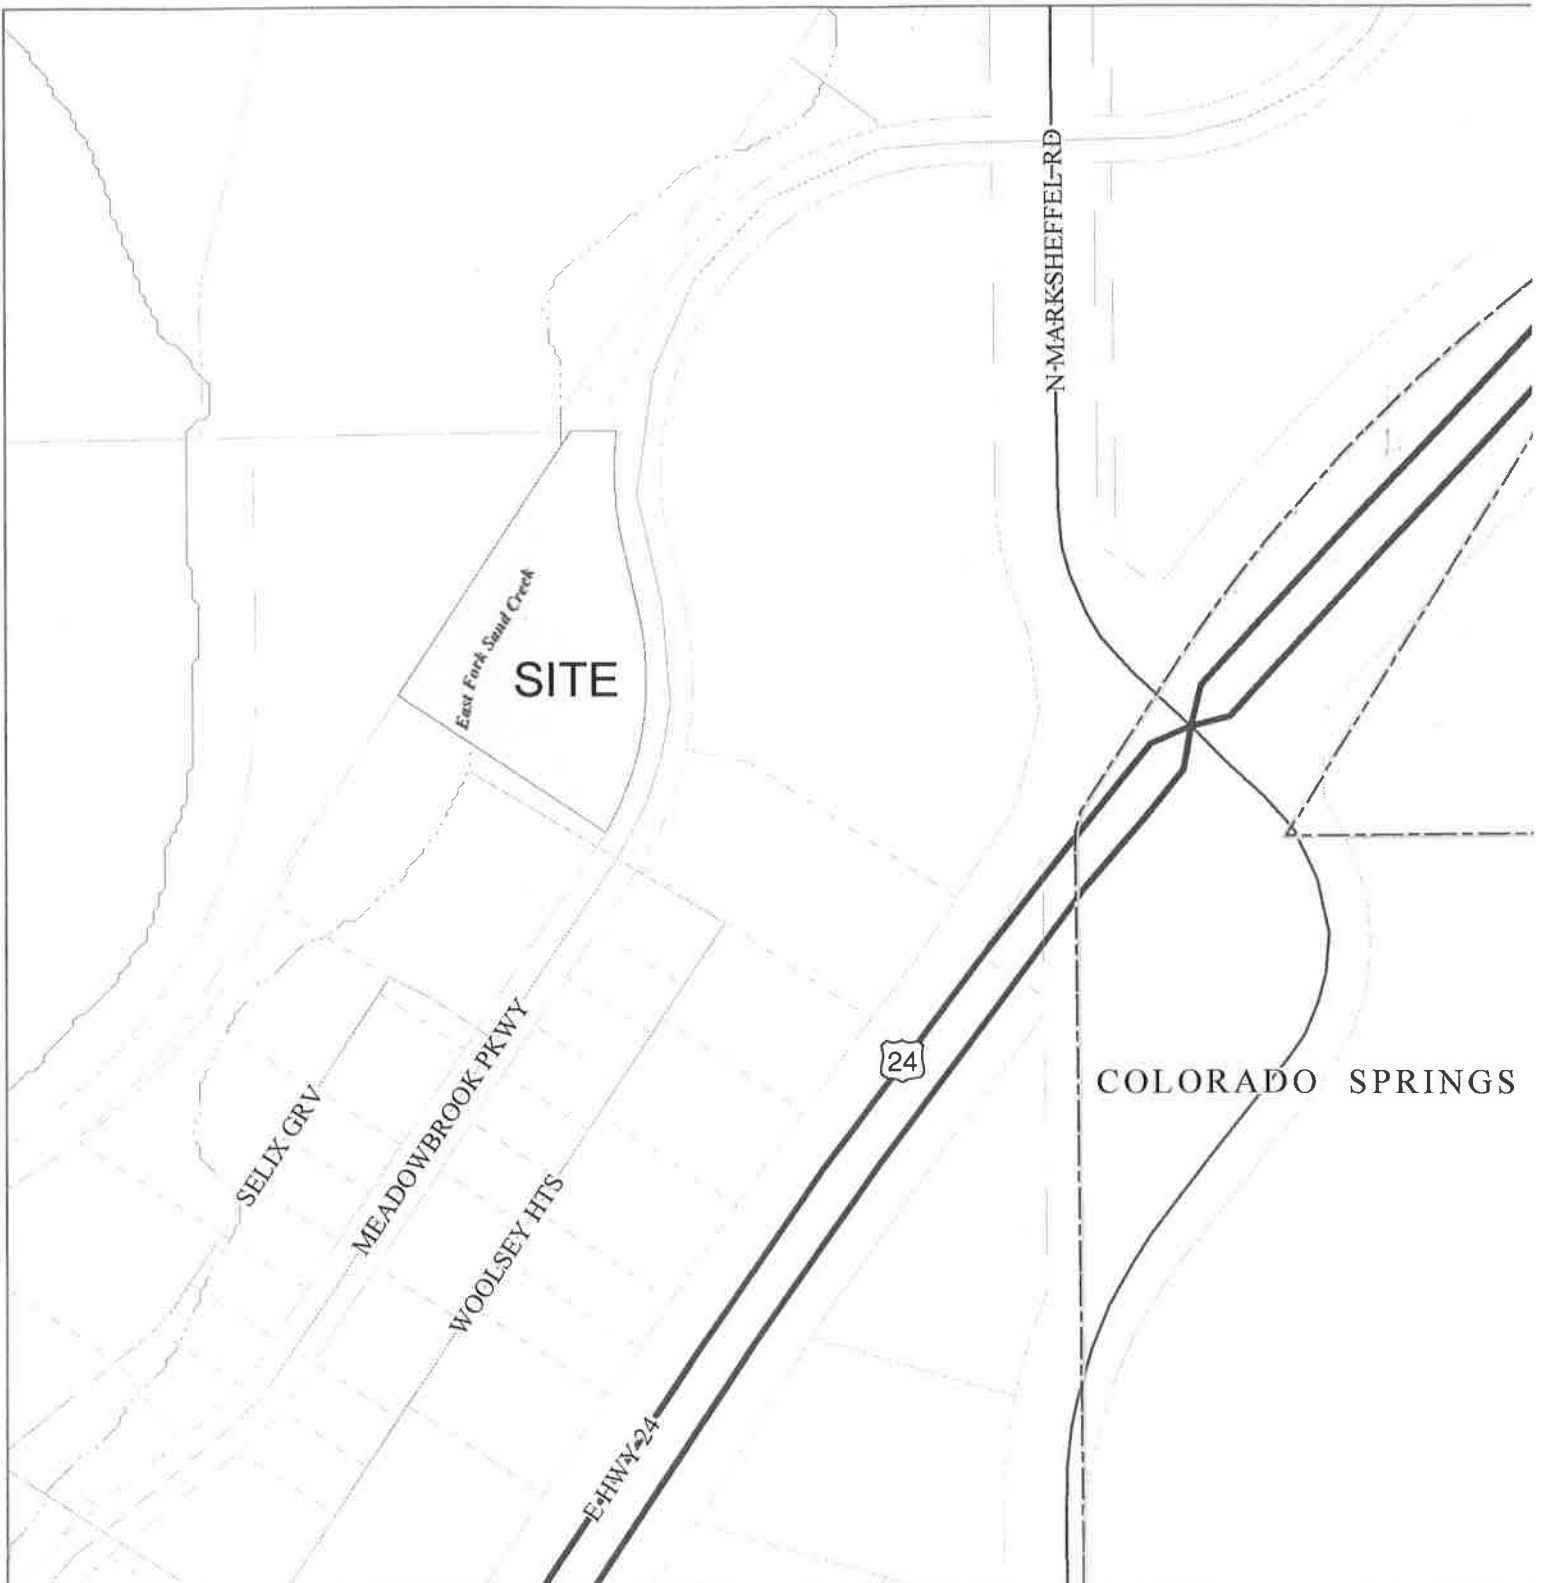 N-MARKSHEFFEL-RD
East Fork Sand Creek
SITE
24
COLORADO SPRINGS
SELIX GRV
MEADOWBROOK PKWY
WOOLSEY HTS
E-HWY-24